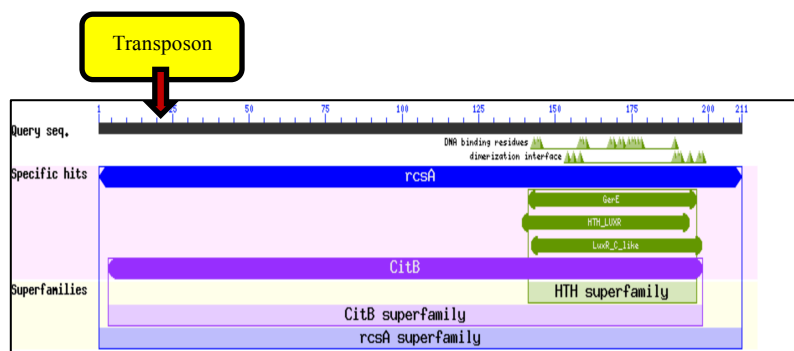 Transposon
1 25 50 75 100 125 150 175 200 211
Query seq.
DNA binding residues
dimerization interface
Specific hits
rcsA
GerE
HTH_LUXR
LuxR_C_like
CitB
Superfamilies
HTH superfamily
CitB superfamily
rcsA superfamily